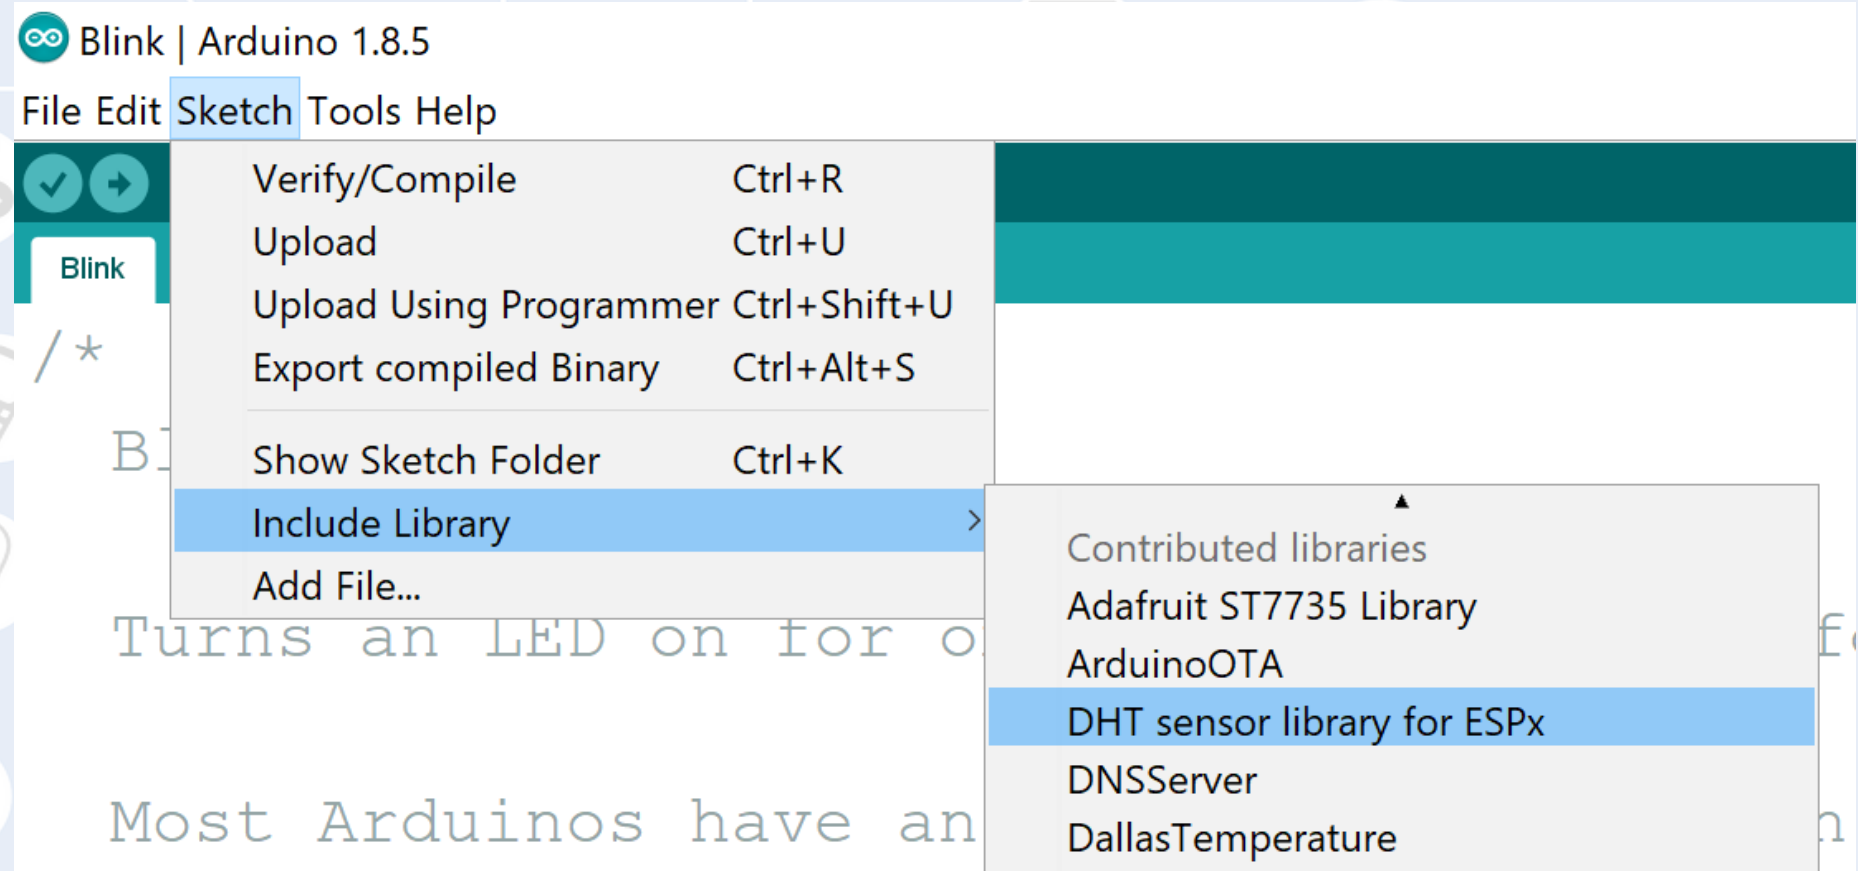 Blink | Arduino 1.8.5
File Edit Sketch Tools Help
Verify/Compile Ctrl+R
Upload Ctrl+U
Upload Using Programmer Ctrl+Shift+U
Export compiled Binary Ctrl+Alt+S
Show Sketch Folder Ctrl+K
Include Library >
Add File...
Contributed libraries
Adafruit ST7735 Library
ArduinoOTA
DHT sensor library for ESPx
DNSServer
DallasTemperature
Blink
/*
Turns an LED on for
Most Arduinos have an